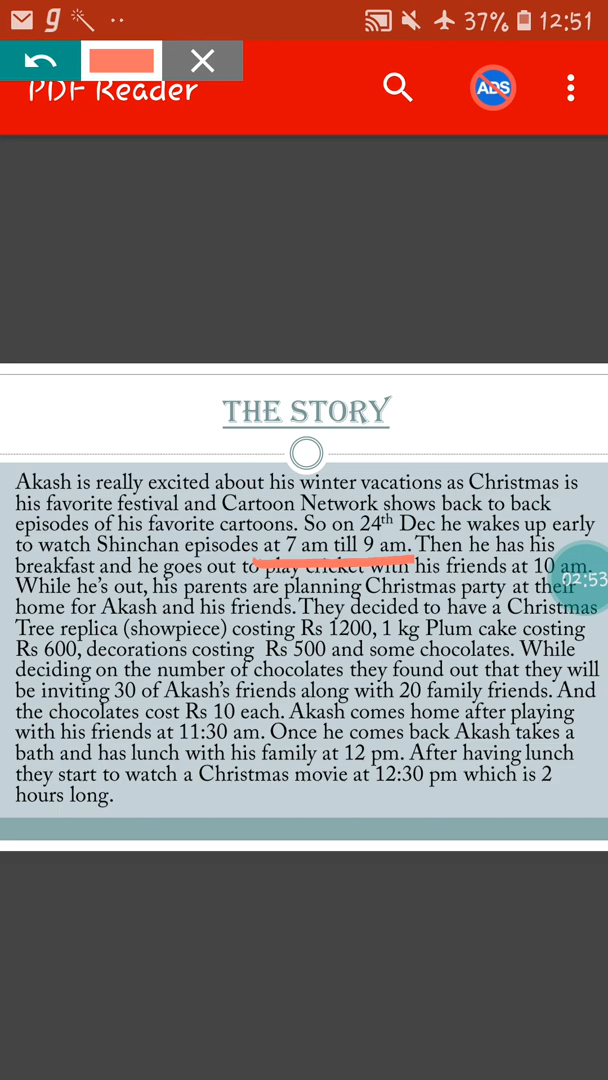 g 37% 12:51
PDF Reader ADS
THE STORY
Akash is really excited about his winter vacations as Christmas is
his favorite festival and Cartoon Network shows back to back
episodes of his favorite cartoons. So on 24th Dec he wakes up early
to watch Shinchan episodes at 7 am till 9 am. Then he has his
breakfast and he goes out to play cricket with his friends at 10 am.
02:53
While he's out, his parents are planning Christmas party at their
home for Akash and his friends. They decided to have a Christmas
Tree replica (showpiece) costing Rs 1200, 1 kg Plum cake costing
Rs 600, decorations costing Rs 500 and some chocolates. While
deciding on the number of chocolates they found out that they will
be inviting 30 of Akash's friends along with 20 family friends. And
the chocolates cost Rs 10 each. Akash comes home after playing
with his friends at 11:30 am. Once he comes back Akash takes a
bath and has lunch with his family at 12 pm. After having lunch
they start to watch a Christmas movie at 12:30 pm which is 2
hours long.